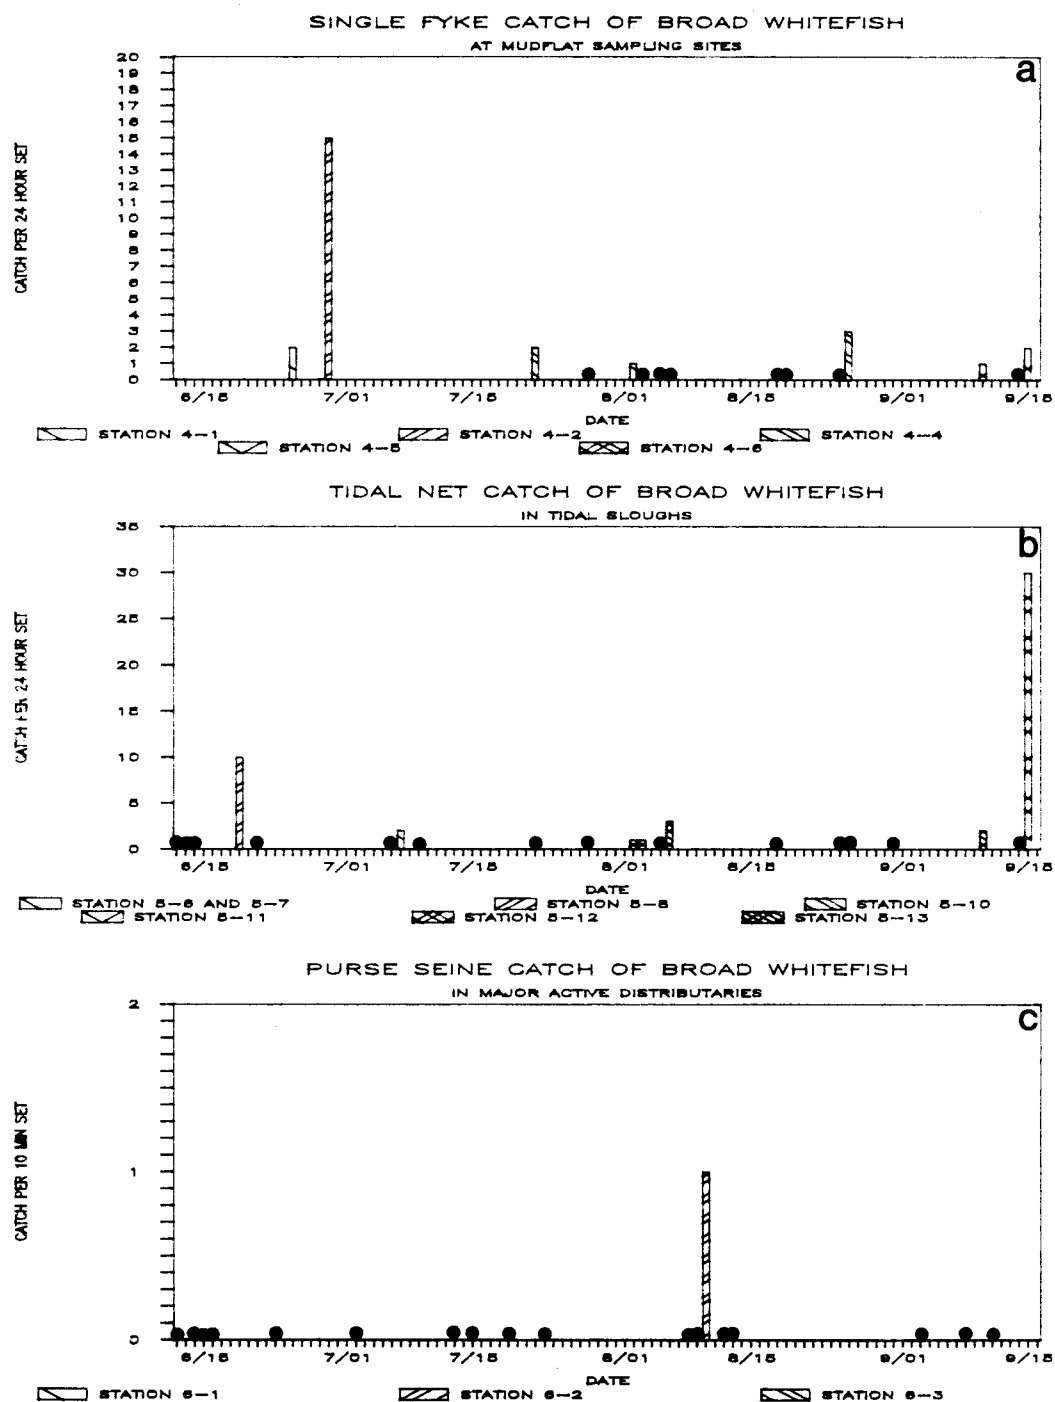 SINGLE FYKE CATCH OF BROAD WHITEFISH
AT MUDFLAT SAMPLING SITES
a
20
19
18
17
16
15
14
13
12
11
10
9
8
7
6
5
4
3
2
1
0
CATCH PER 24 HOUR SET
6/15 7/01 7/15 8/01 8/15 9/01 9/15
DATE
STATION 4-1 STATION 4-2 STATION 4-4
STATION 4-5 STATION 4-6
TIDAL NET CATCH OF BROAD WHITEFISH
IN TIDAL SLOUGHS
b
35
30
25
20
15
10
5
0
CATCH PER 24 HOUR SET
6/15 7/01 7/15 8/01 8/15 9/01 9/15
DATE
STATION 5-6 AND 5-7 STATION 5-8 STATION 5-10
STATION 5-11 STATION 5-12 STATION 5-13
PURSE SEINE CATCH OF BROAD WHITEFISH
IN MAJOR ACTIVE DISTRIBUTARIES
c
2
1
0
CATCH PER 10 MIN SET
6/15 7/01 7/15 8/01 8/15 9/01 9/15
DATE
STATION 6-1 STATION 6-2 STATION 6-3